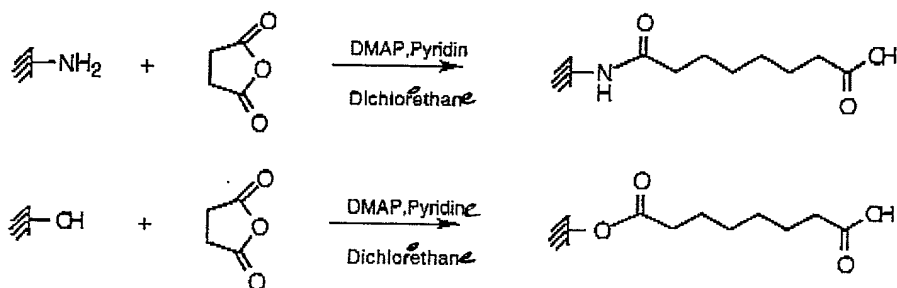 NH2 + O O O DMAP,Pyridin Dichlorethane N H O O OH
OH + O O O DMAP,Pyridine Dichlorethane O O O OH